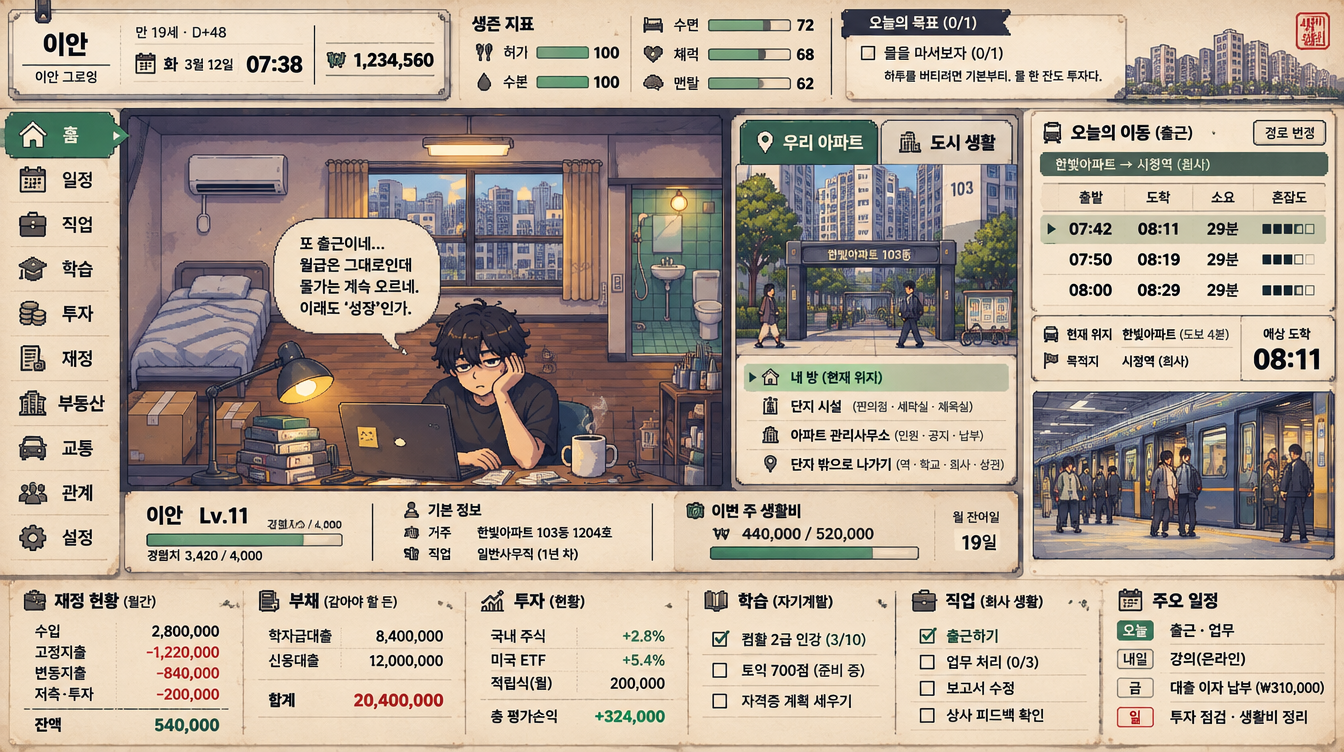 이안
이안 그로잉
만 19세 · D+48
화 3월 12일 07:38
₩ 1,234,560
생존 지표
허가 100
수분 100
수면 72
체럭 68
맨탈 62
오늘의 목표 (0/1)
물을 마셔보자 (0/1)
하투를 버티려면 기본부티. 물 한 잔도 투자다.
홈
일정
직업
학습
투자
재정
부동산
교통
관계
설정
또 출근이네...
월급은 그대로인데
물가는 계속 오르네.
이래도 '성장'인가.
우리 아파트
도시 생활
103
한빛아파트 103동
내 방 (현재 위지)
단지 시설 (편의점 · 세탁실 · 체육실)
아파트 관리사무소 (민원 · 공지 · 납부)
단지 밖으로 나가기 (역 · 학교 · 회사 · 상권)
오늘의 이동 (출근)
경로 변경
한빛아파트 → 시청역 (회사)
출발 도학 소요 혼잡도
07:42 08:11 29분
07:50 08:19 29분
08:00 08:29 29분
현재 위지 한빛아파트 (도보 4분)
목적지 시청역 (회사)
애상 도학
08:11
이안 Lv.11
/ 4,000
경험치 3,420 / 4,000
기본 정보
거주 한빛아파트 103동 1204호
직업 일반사무직 (1년 차)
이번 주 생활비
₩ 440,000 / 520,000
월 잔어일
19일
재정 현황 (월간)
수입 2,800,000
고정지출 -1,220,000
변동지출 -840,000
저축·투자 -200,000
잔액 540,000
부채 (갚아야 할 돈)
학자금대출 8,400,000
신용대출 12,000,000
합계 20,400,000
투자 (현황)
국내 주식 +2.8%
미국 ETF +5.4%
적립식(월) 200,000
총 평가손익 +324,000
학습 (자기계발)
컴활 2급 인강 (3/10)
토익 700점 (준비 중)
자격증 계획 세우기
직업 (회사 생활)
출근하기
업무 처리 (0/3)
보고서 수정
상사 피드백 확인
주오 일정
오늘 출근 · 업무
내일 강의(온라인)
금 대출 이자 납부 (₩310,000)
일 투자 점검 · 생활비 정리